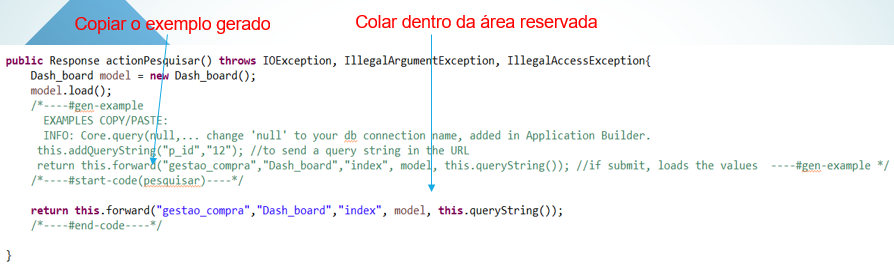 Copiar o exemplo gerado
Colar dentro da área reservada
public Response actionPesquisar() throws IOException, IllegalArgumentException, IllegalAccessException{
Dash_board model = new Dash_board();
model.load();
/*----#gen-example
EXAMPLES COPY/PASTE:
INFO: Core.query(null,... change 'null' to your db connection name, added in Application Builder.
this.addQueryString("p_id","12"); //to send a query string in the URL
return this.forward("gestao_compra","Dash_board","index", model, this.queryString()); //if submit, loads the values ----#gen-example */
/*----#start-code(pesquisar)----*/
return this.forward("gestao_compra","Dash_board","index", model, this.queryString());
/*----#end-code----*/
}